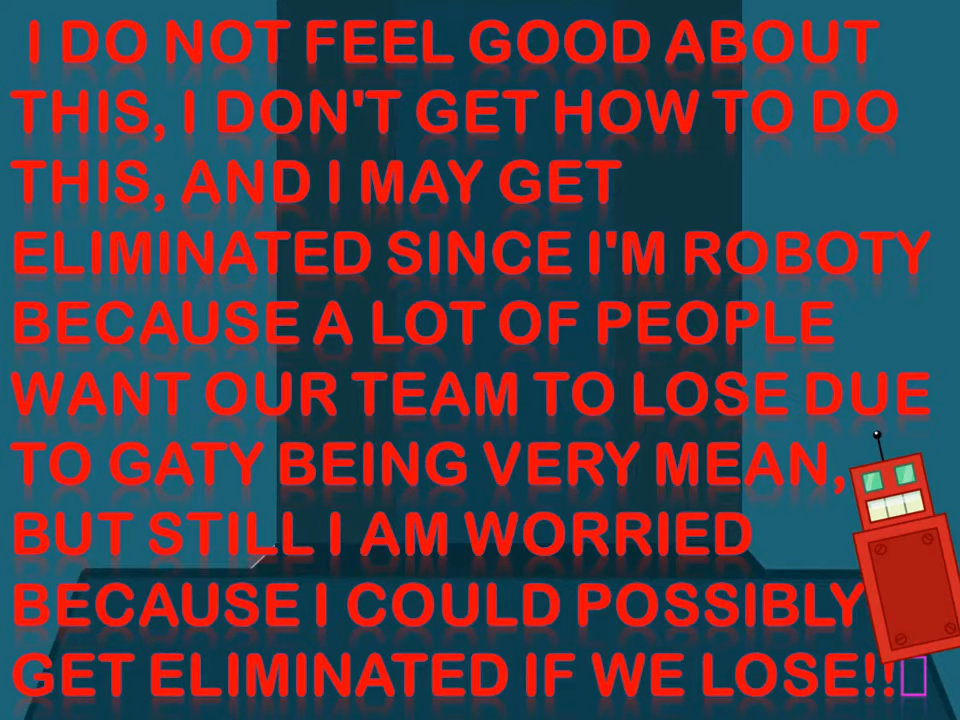 I DO NOT FEEL GOOD ABOUT
THIS, I DON'T GET HOW TO DO
THIS, AND I MAY GET
ELIMINATED SINCE I'M ROBOTY
BECAUSE A LOT OF PEOPLE
WANT OUR TEAM TO LOSE DUE
TO GATY BEING VERY MEAN,
BUT STILL I AM WORRIED
BECAUSE I COULD POSSIBLY
GET ELIMINATED IF WE LOSE!!